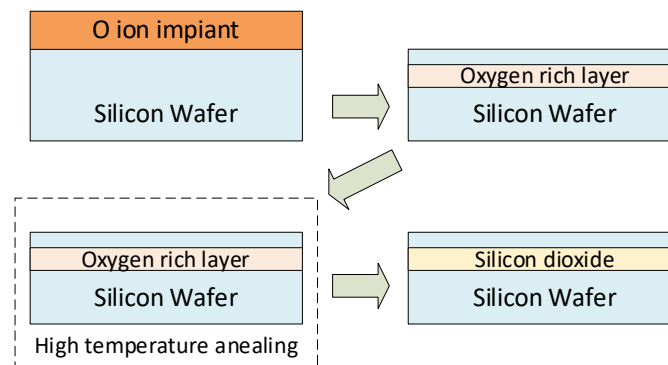 O ion impiant
Silicon Wafer
Oxygen rich layer
Silicon Wafer
Oxygen rich layer
Silicon Wafer
High temperature anealing
Silicon dioxide
Silicon Wafer